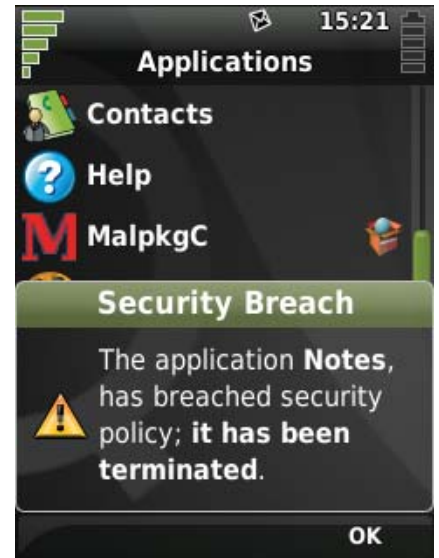 15:21
Applications
Contacts
Help
MalpkgC
Security Breach
The application Notes,
has breached security
policy; it has been
terminated.
OK